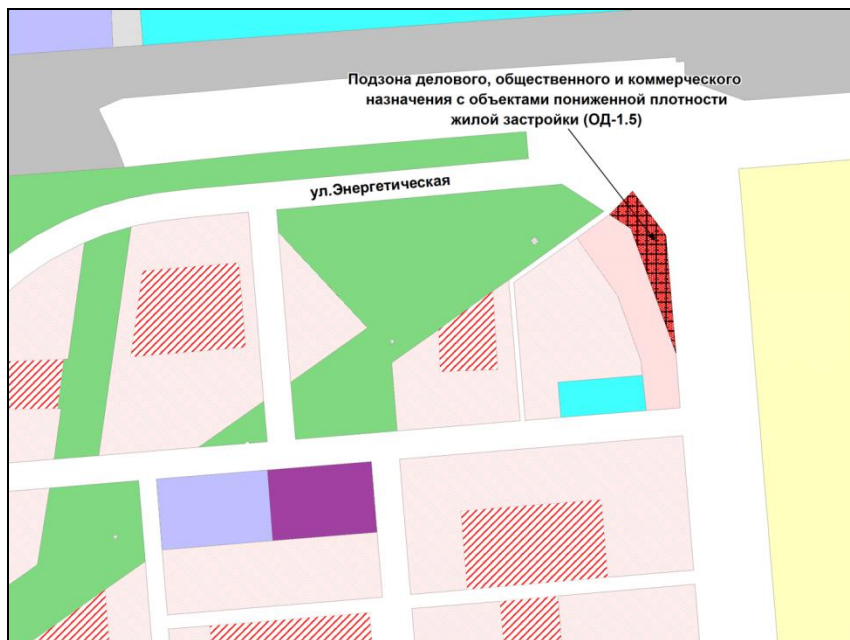 Подзона делового, общественного и коммерческого
назначения с объектами пониженной плотности
жилой застройки (ОД-1.5)
ул.Энергетическая